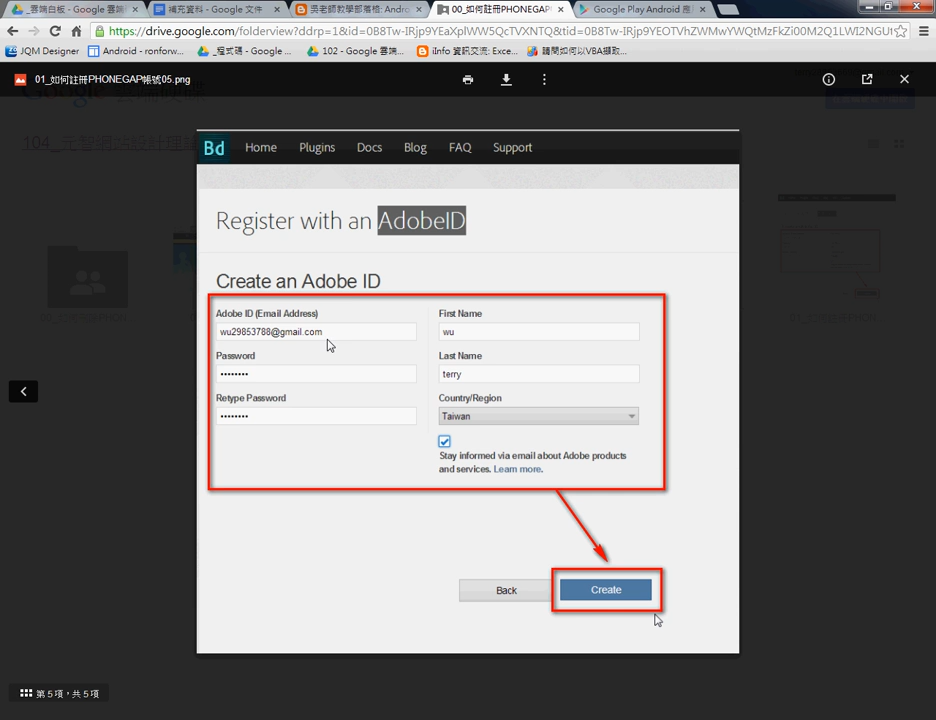 _雲端白板 - Google 雲端
補充資料 - Google 文件
吳老師教學部落格: Andro
00_如何註冊PHONEGAP
Google Play Android 應
https://drive.google.com/folderview?ddrp=1&id=0B8Tw-IRjp9YEaXpIWW5QcTVXNTQ&tid=0B8Tw-IRjp9YEOTVhZWMwYWQtMzFkZi00M2Q1LWI2NGU
JQM Designer
Android - ronforw...
_程式碼 - Google ...
102 - Google 雲端...
iInfo 資訊交流: Exce...
請問如何以VBA擷取...
01_如何註冊PHONEGAP帳號05.png
Bd Home Plugins Docs Blog FAQ Support
Register with an AdobeID
Create an Adobe ID
Adobe ID (Email Address)
wu29853788@gmail.com
First Name
wu
Password
••••••••
Last Name
terry
Retype Password
••••••••
Country/Region
Taiwan
Stay informed via email about Adobe products
and services. Learn more.
Back
Create
第 5 項，共 5 項